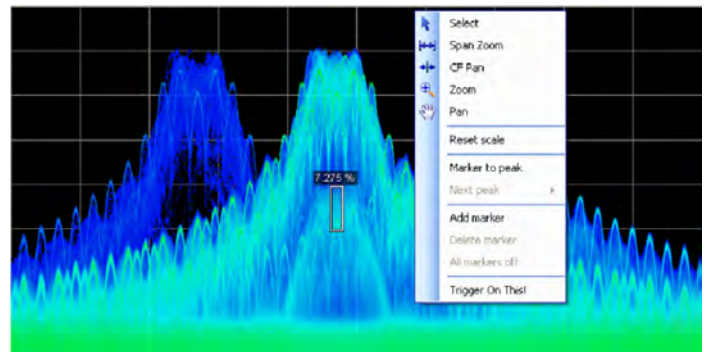 Select
Span Zoom
CF Pan
Zoom
Pan
Reset scale
Marker to peak
Next peak
7.275 %
Add marker
Delete marker
All markers off
Trigger On This!